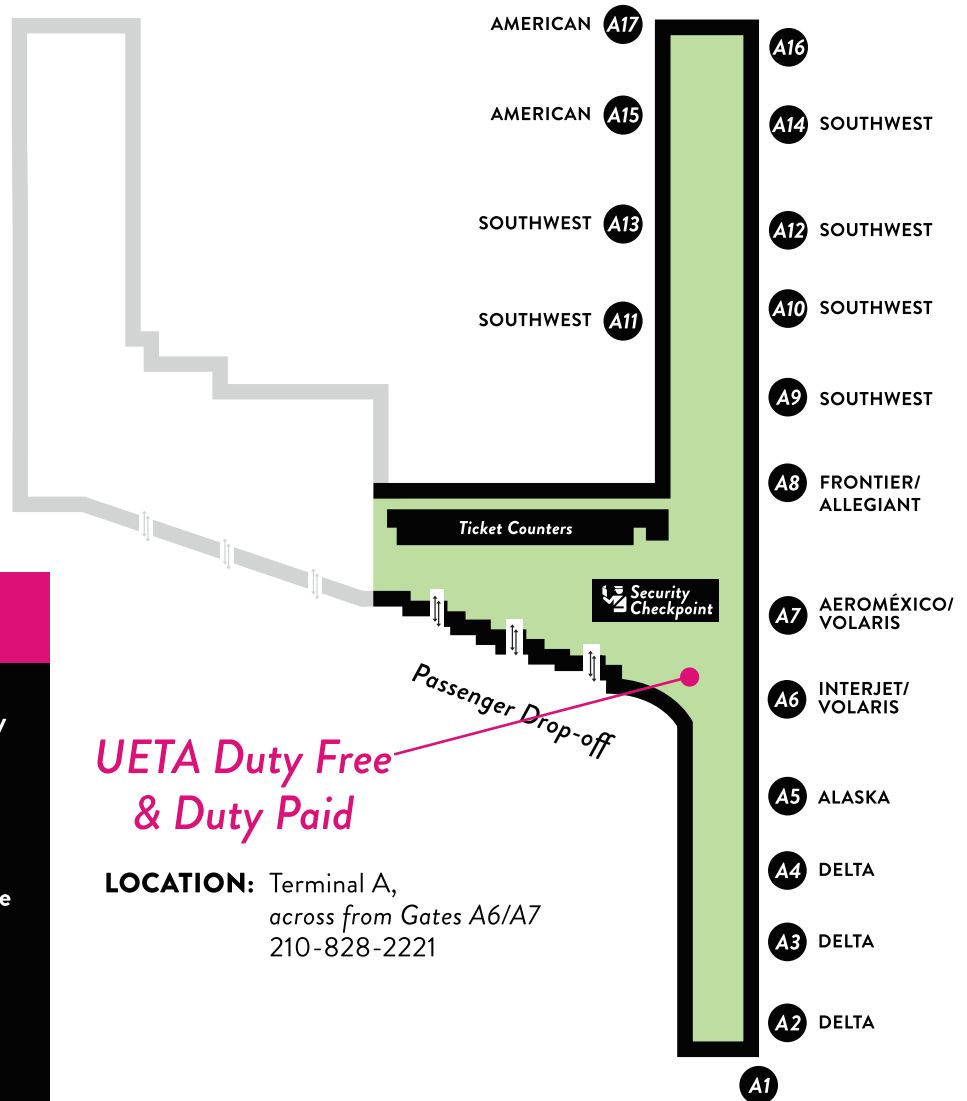 AMERICAN A17
A16
AMERICAN A15
A14 SOUTHWEST
SOUTHWEST A13
A12 SOUTHWEST
A10 SOUTHWEST
SOUTHWEST A11
A9 SOUTHWEST
A8 FRONTIER/
ALLEGIANT
Ticket Counters
Security
Checkpoint
A7 AEROMÉXICO/
VOLARIS
Passenger Drop-off
A6 INTERJET/
VOLARIS
UETA Duty Free
& Duty Paid
A5 ALASKA
A4 DELTA
LOCATION: Terminal A,
across from Gates A6/A7
210-828-2221
A3 DELTA
A2 DELTA
A1